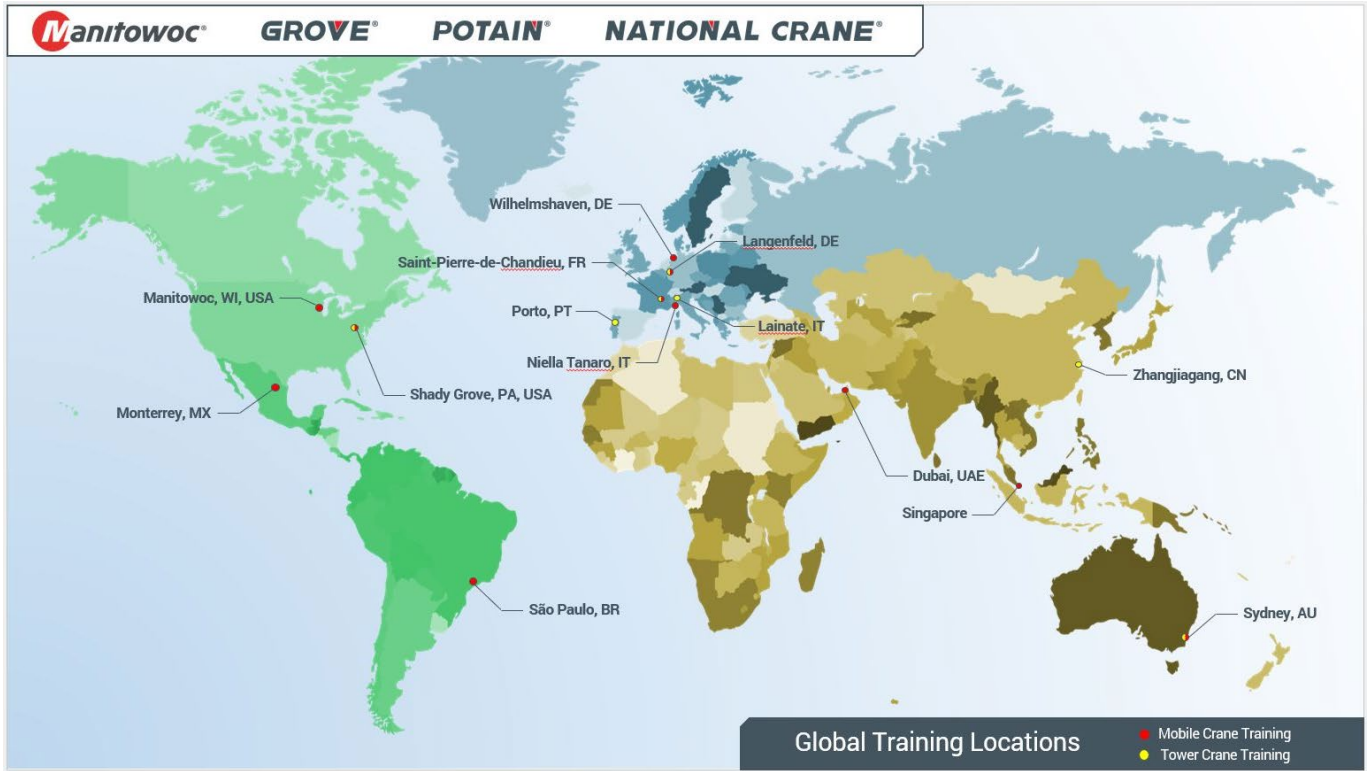 Manitowoc® GROVE® POTAIN® NATIONAL CRANE®
Wilhelmshaven, DE
Langenfeld, DE
Saint-Pierre-de-Chandieu, FR
Manitowoc, WI, USA
Porto, PT
Lainate, IT
Niella Tanaro, IT
Zhangjiagang, CN
Shady Grove, PA, USA
Monterrey, MX
Dubai, UAE
Singapore
São Paulo, BR
Sydney, AU
Global Training Locations
Mobile Crane Training
Tower Crane Training